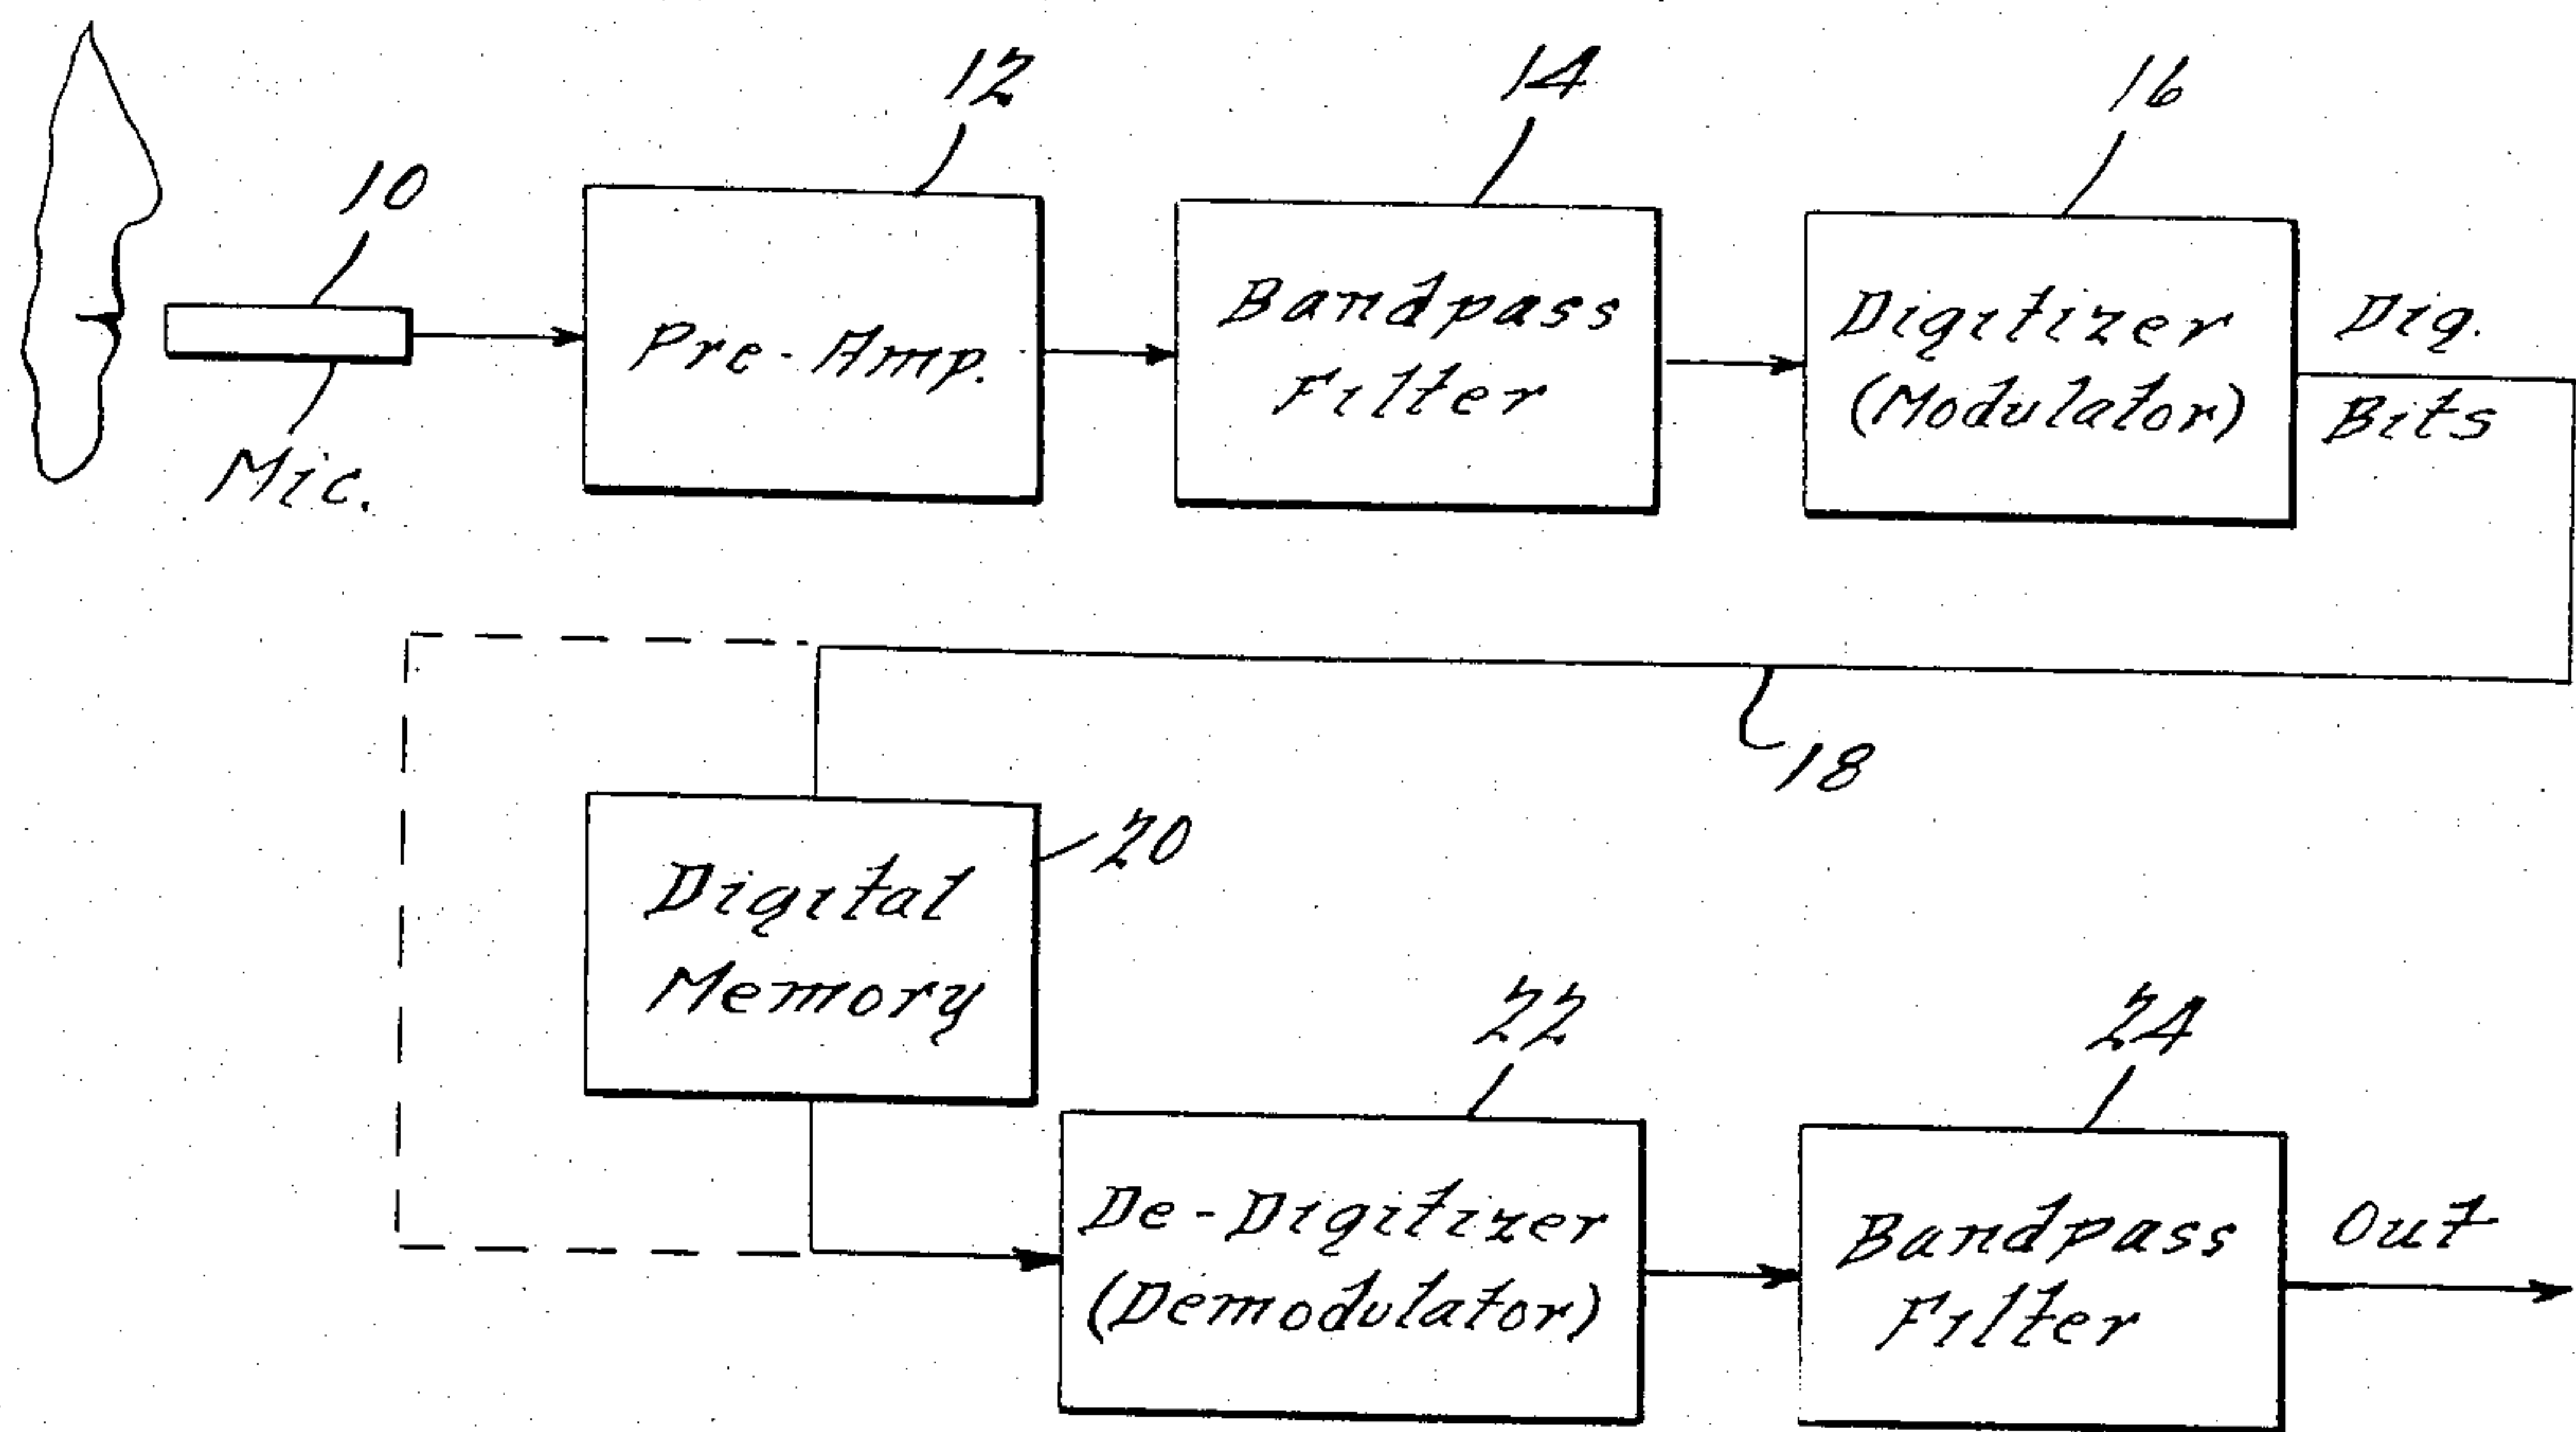 12
14
16
10
Pre-Amp.
Bandpass
Filter
Digitizer
(Modulator)
Dig.
Bits
Mic.
18
20
Digital
Memory
22
24
De-Digitizer
(Demodulator)
Bandpass
Filter
Out